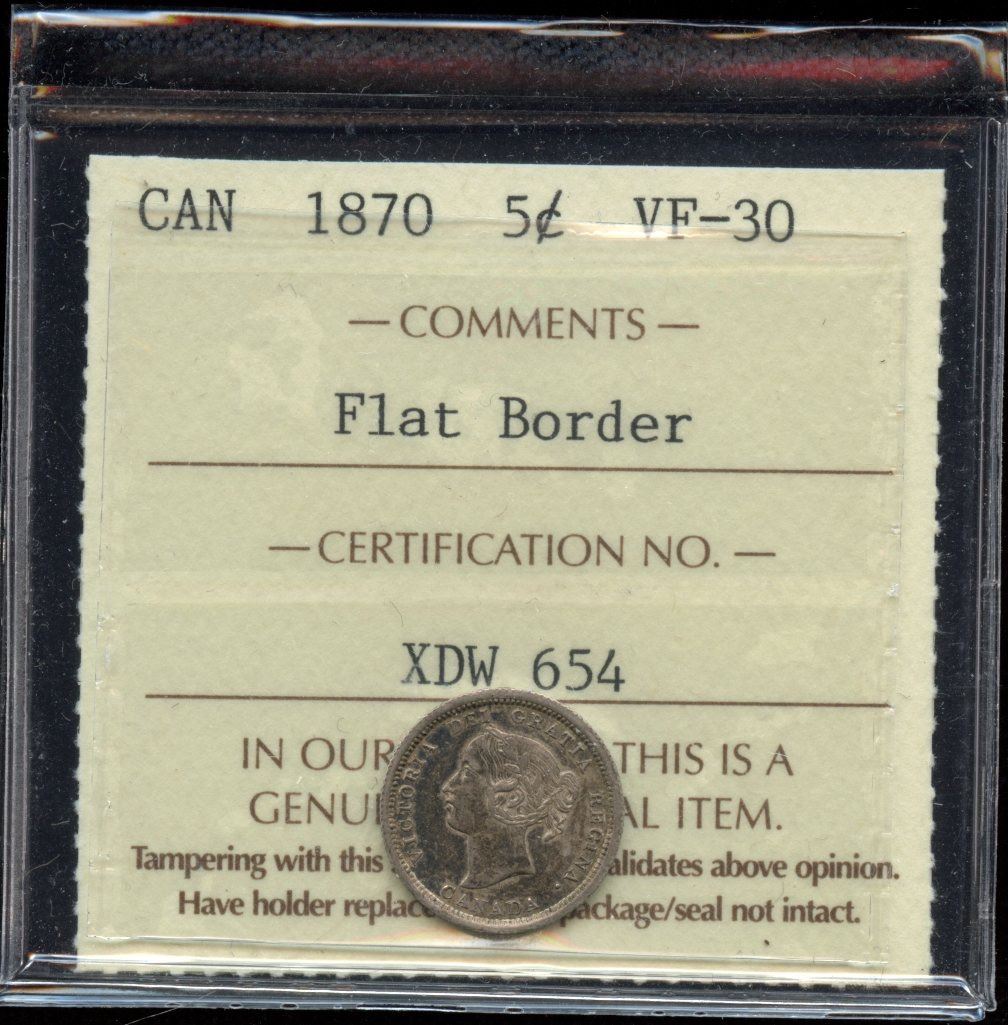 CAN 1870 5¢ VF-30
— COMMENTS —
Flat Border
— CERTIFICATION NO. —
XDW 654
IN OUR THIS IS A
GENUI AL ITEM.
Tampering with this alidates above opinion.
Have holder replace package/seal not intact.
VICTORIA DEI GRATIA REGINA.
CANADA